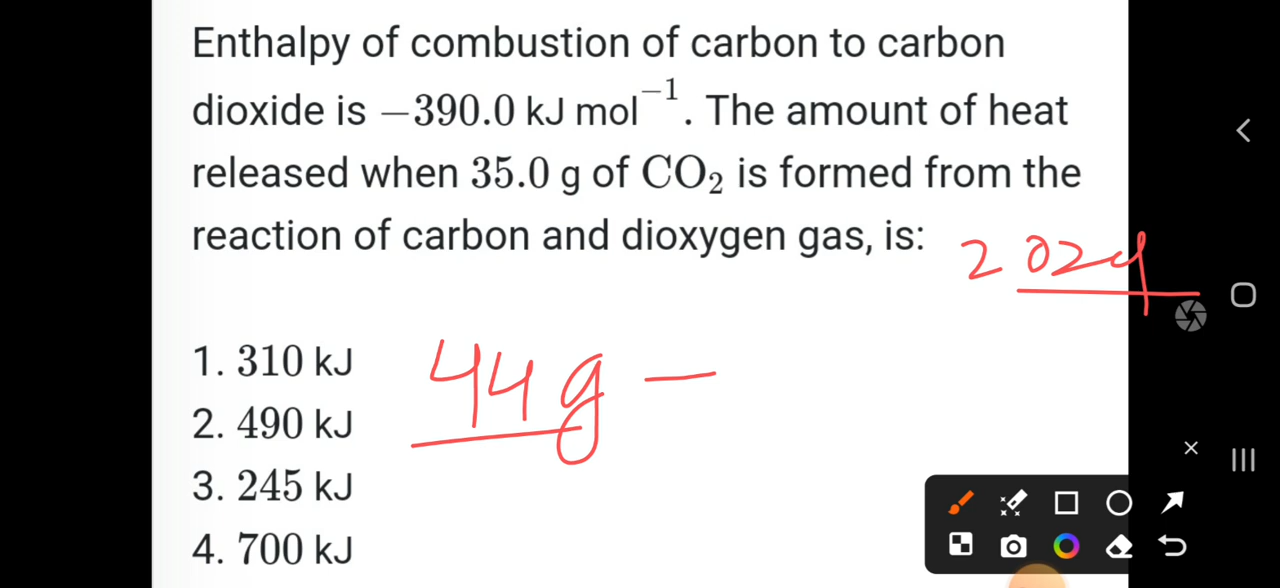 Enthalpy of combustion of carbon to carbon
dioxide is −390.0 kJ mol⁻¹. The amount of heat
released when 35.0 g of CO₂ is formed from the
reaction of carbon and dioxygen gas, is:
2024
1. 310 kJ
44g —
2. 490 kJ
3. 245 kJ
4. 700 kJ